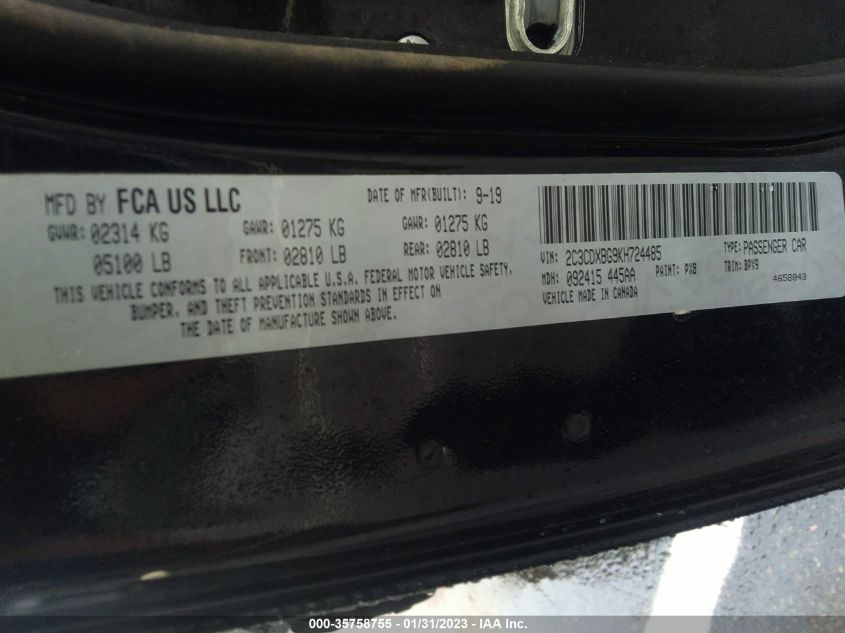 MFD BY FCA US LLC DATE OF MFR(BUILT): 9-19
GVWR: 02314 KG GAWR: 01275 KG GAWR: 01275 KG
05100 LB FRONT: 02810 LB REAR: 02810 LB
THIS VEHICLE CONFORMS TO ALL APPLICABLE U.S.A. FEDERAL MOTOR VEHICLE SAFETY,
BUMPER, AND THEFT PREVENTION STANDARDS IN EFFECT ON
THE DATE OF MANUFACTURE SHOWN ABOVE.
VIN: 2C3CDXBG9KH724485 TYPE: PASSENGER CAR
MDH: 092415 445AA PAINT: PX8 TRIM: BPX9
VEHICLE MADE IN CANADA 4658843
000-35758755 — 01/31/2023 — IAA Inc.